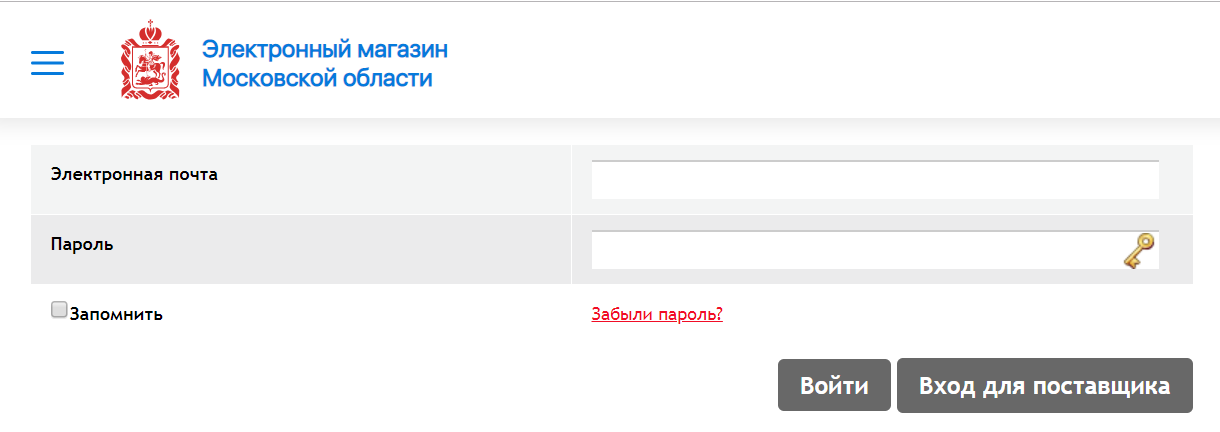 Электронный магазин
Московской области
Электронная почта
Пароль
Запомнить Забыли пароль?
Войти Вход для поставщика